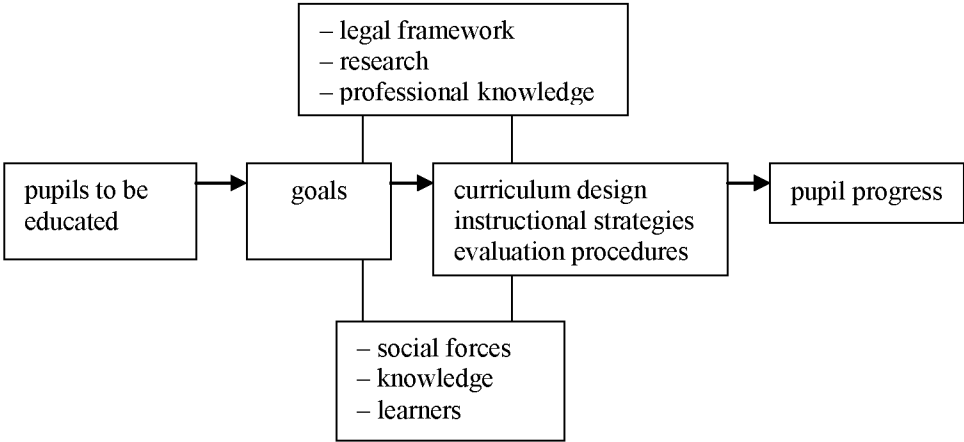 – legal framework
– research
– professional knowledge
pupils to be
educated
goals
curriculum design
instructional strategies
evaluation procedures
pupil progress
– social forces
– knowledge
– learners